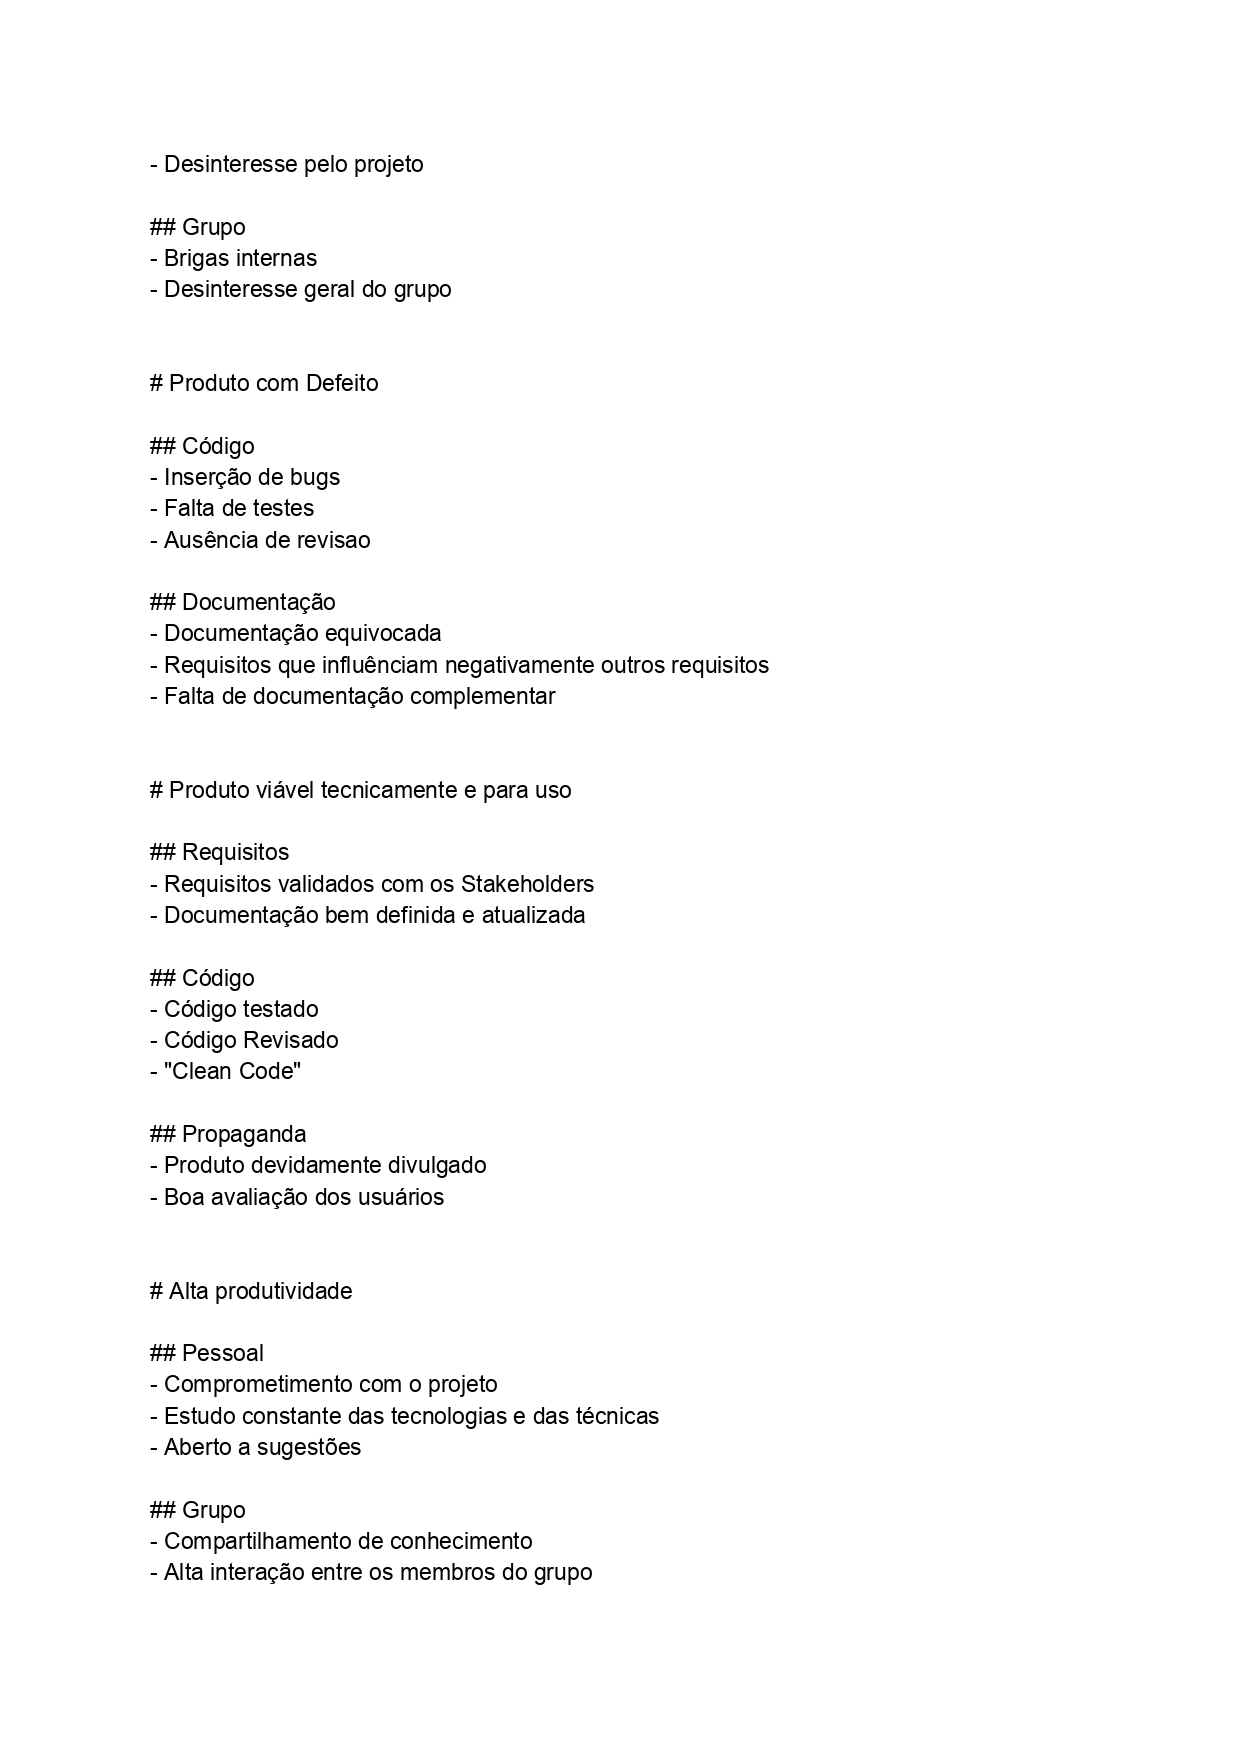 - Desinteresse pelo projeto
## Grupo
- Brigas internas
- Desinteresse geral do grupo
# Produto com Defeito
## Código
- Inserção de bugs
- Falta de testes
- Ausência de revisao
## Documentação
- Documentação equivocada
- Requisitos que influênciam negativamente outros requisitos
- Falta de documentação complementar
# Produto viável tecnicamente e para uso
## Requisitos
- Requisitos validados com os Stakeholders
- Documentação bem definida e atualizada
## Código
- Código testado
- Código Revisado
- "Clean Code"
## Propaganda
- Produto devidamente divulgado
- Boa avaliação dos usuários
# Alta produtividade
## Pessoal
- Comprometimento com o projeto
- Estudo constante das tecnologias e das técnicas
- Aberto a sugestões
## Grupo
- Compartilhamento de conhecimento
- Alta interação entre os membros do grupo